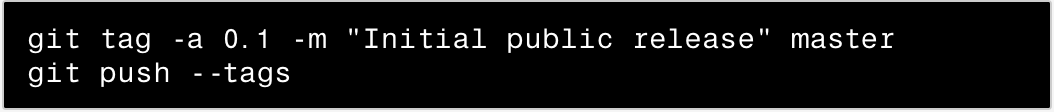 git tag -a 0.1 -m "Initial public release" master
git push --tags